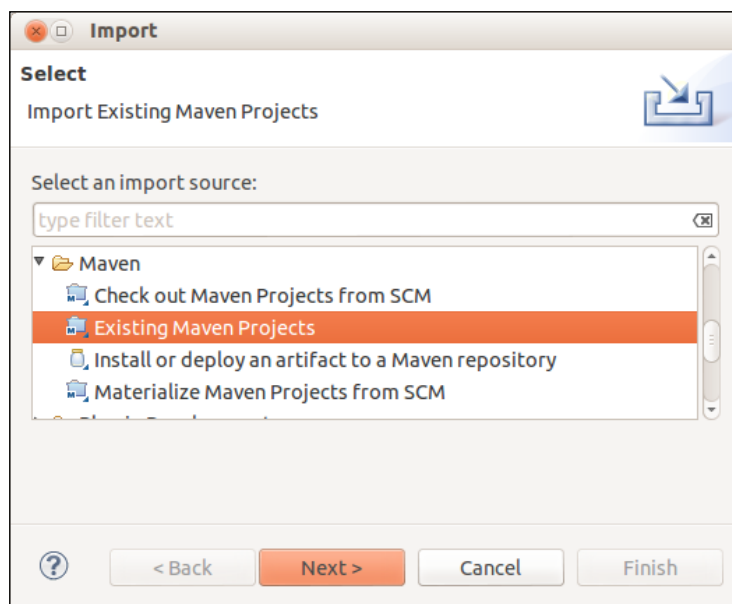 Import
Select
Import Existing Maven Projects
Select an import source:
type filter text
Maven
Check out Maven Projects from SCM
Existing Maven Projects
Install or deploy an artifact to a Maven repository
Materialize Maven Projects from SCM
< Back
Next >
Cancel
Finish